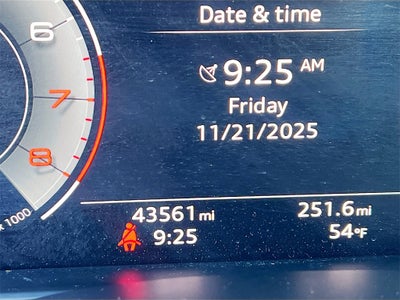 Date & time
6
9:25 AM
7
Friday
11/21/2025
8
x 1000
43561 mi
251.6 mi
9:25
54°F